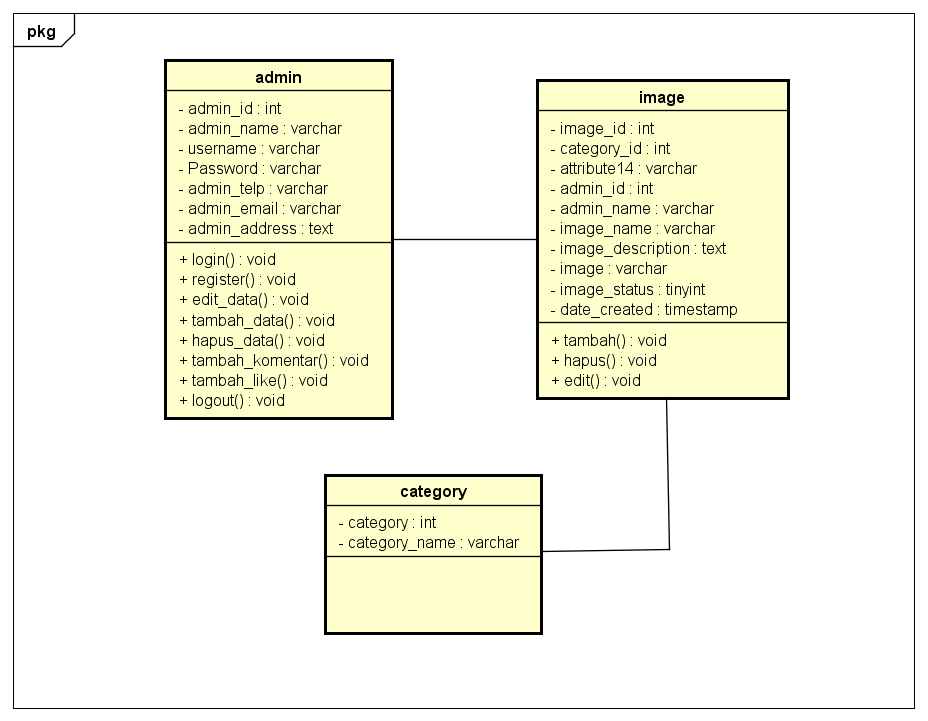 pkg
admin
- admin_id : int
- admin_name : varchar
- username : varchar
- Password : varchar
- admin_telp : varchar
- admin_email : varchar
- admin_address : text
+ login() : void
+ register() : void
+ edit_data() : void
+ tambah_data() : void
+ hapus_data() : void
+ tambah_komentar() : void
+ tambah_like() : void
+ logout() : void
image
- image_id : int
- category_id : int
- attribute14 : varchar
- admin_id : int
- admin_name : varchar
- image_name : varchar
- image_description : text
- image : varchar
- image_status : tinyint
- date_created : timestamp
+ tambah() : void
+ hapus() : void
+ edit() : void
category
- category : int
- category_name : varchar